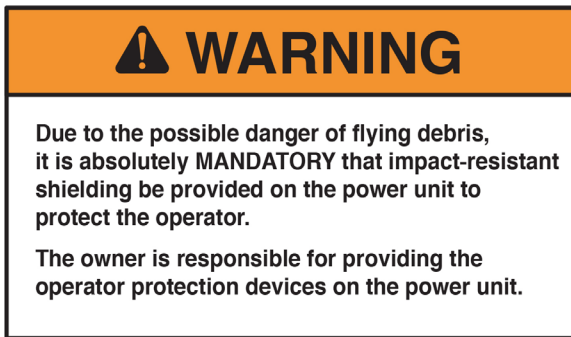 WARNING
Due to the possible danger of flying debris,
it is absolutely MANDATORY that impact-resistant
shielding be provided on the power unit to
protect the operator.
The owner is responsible for providing the
operator protection devices on the power unit.